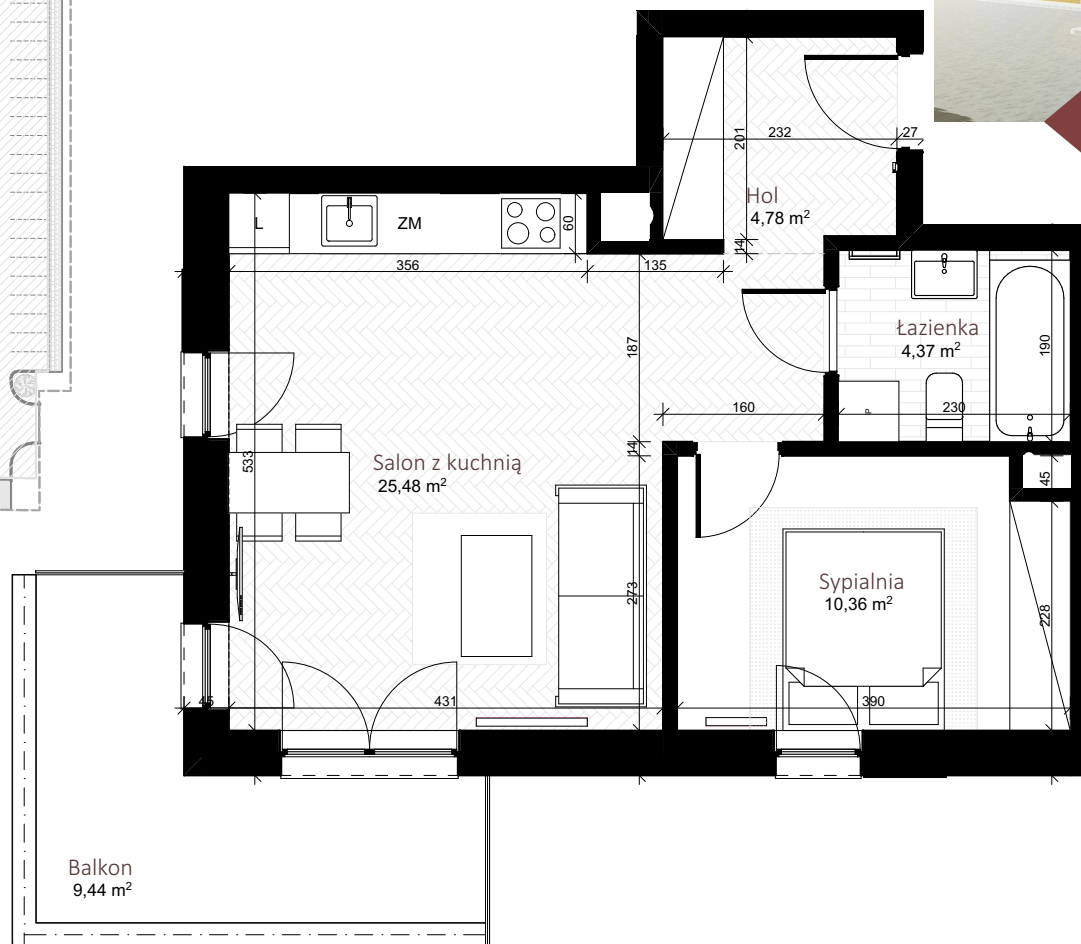 201
232
27
Hol
4,78 m²
14
L
ZM
60
356
135
Łazienka
4,37 m²
187
190
160
230
P
14
45
Salon z kuchnią
25,48 m²
533
Sypialnia
10,36 m²
273
228
45
431
390
Balkon
9,44 m²